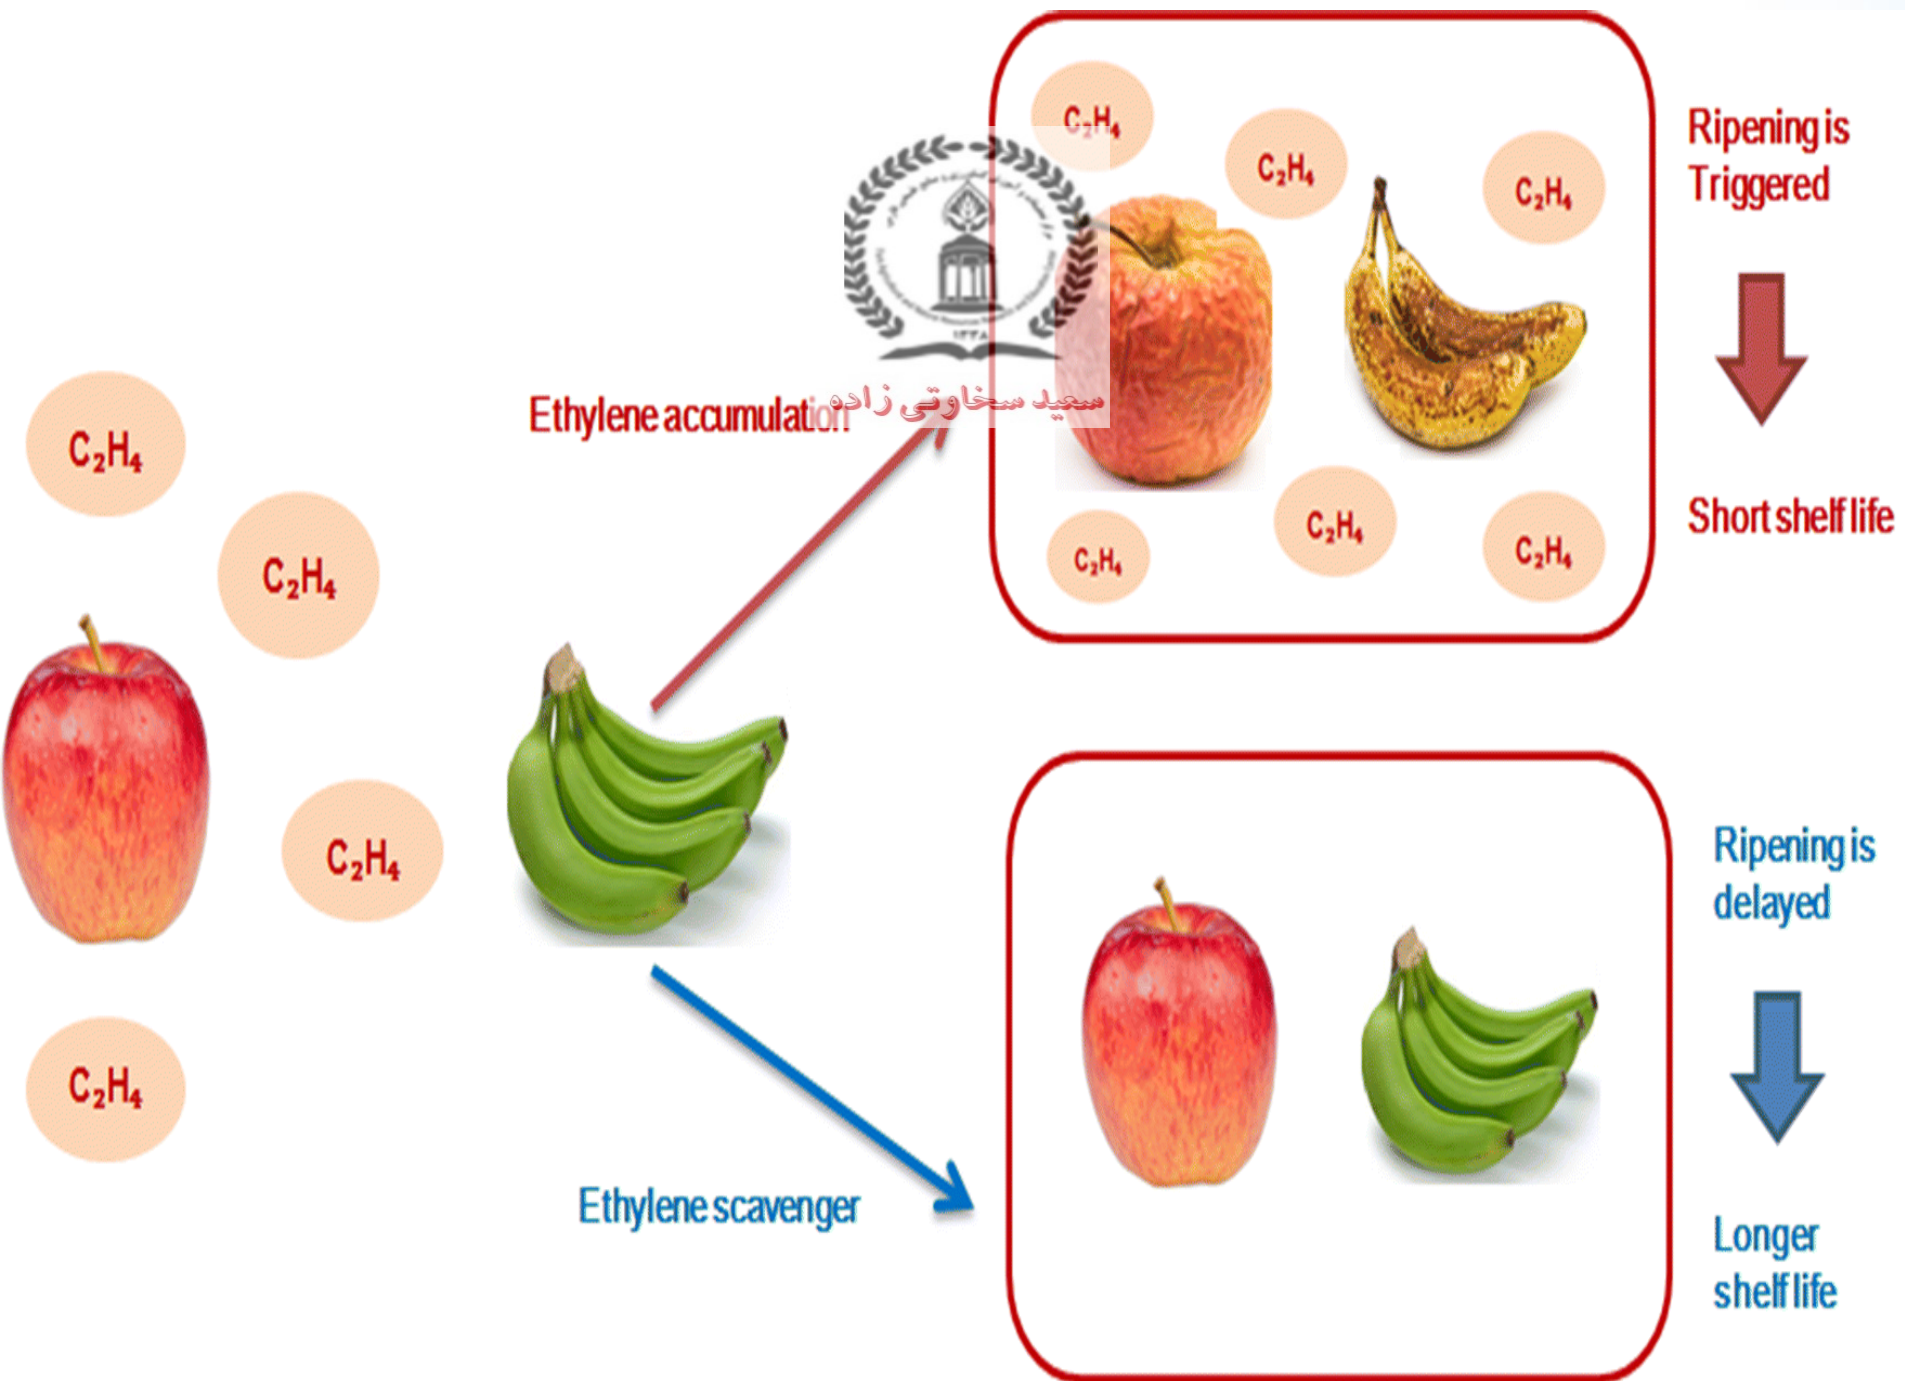 C₂H₄
C₂H₄
C₂H₄
C₂H₄
Ethylene accumulation
سعید سخاوتی زاده
۱۳۳۸
C₂H₄
C₂H₄
C₂H₄
C₂H₄
C₂H₄
C₂H₄
Ripening is
Triggered
Short shelf life
Ethylene scavenger
Ripening is
delayed
Longer
shelf life